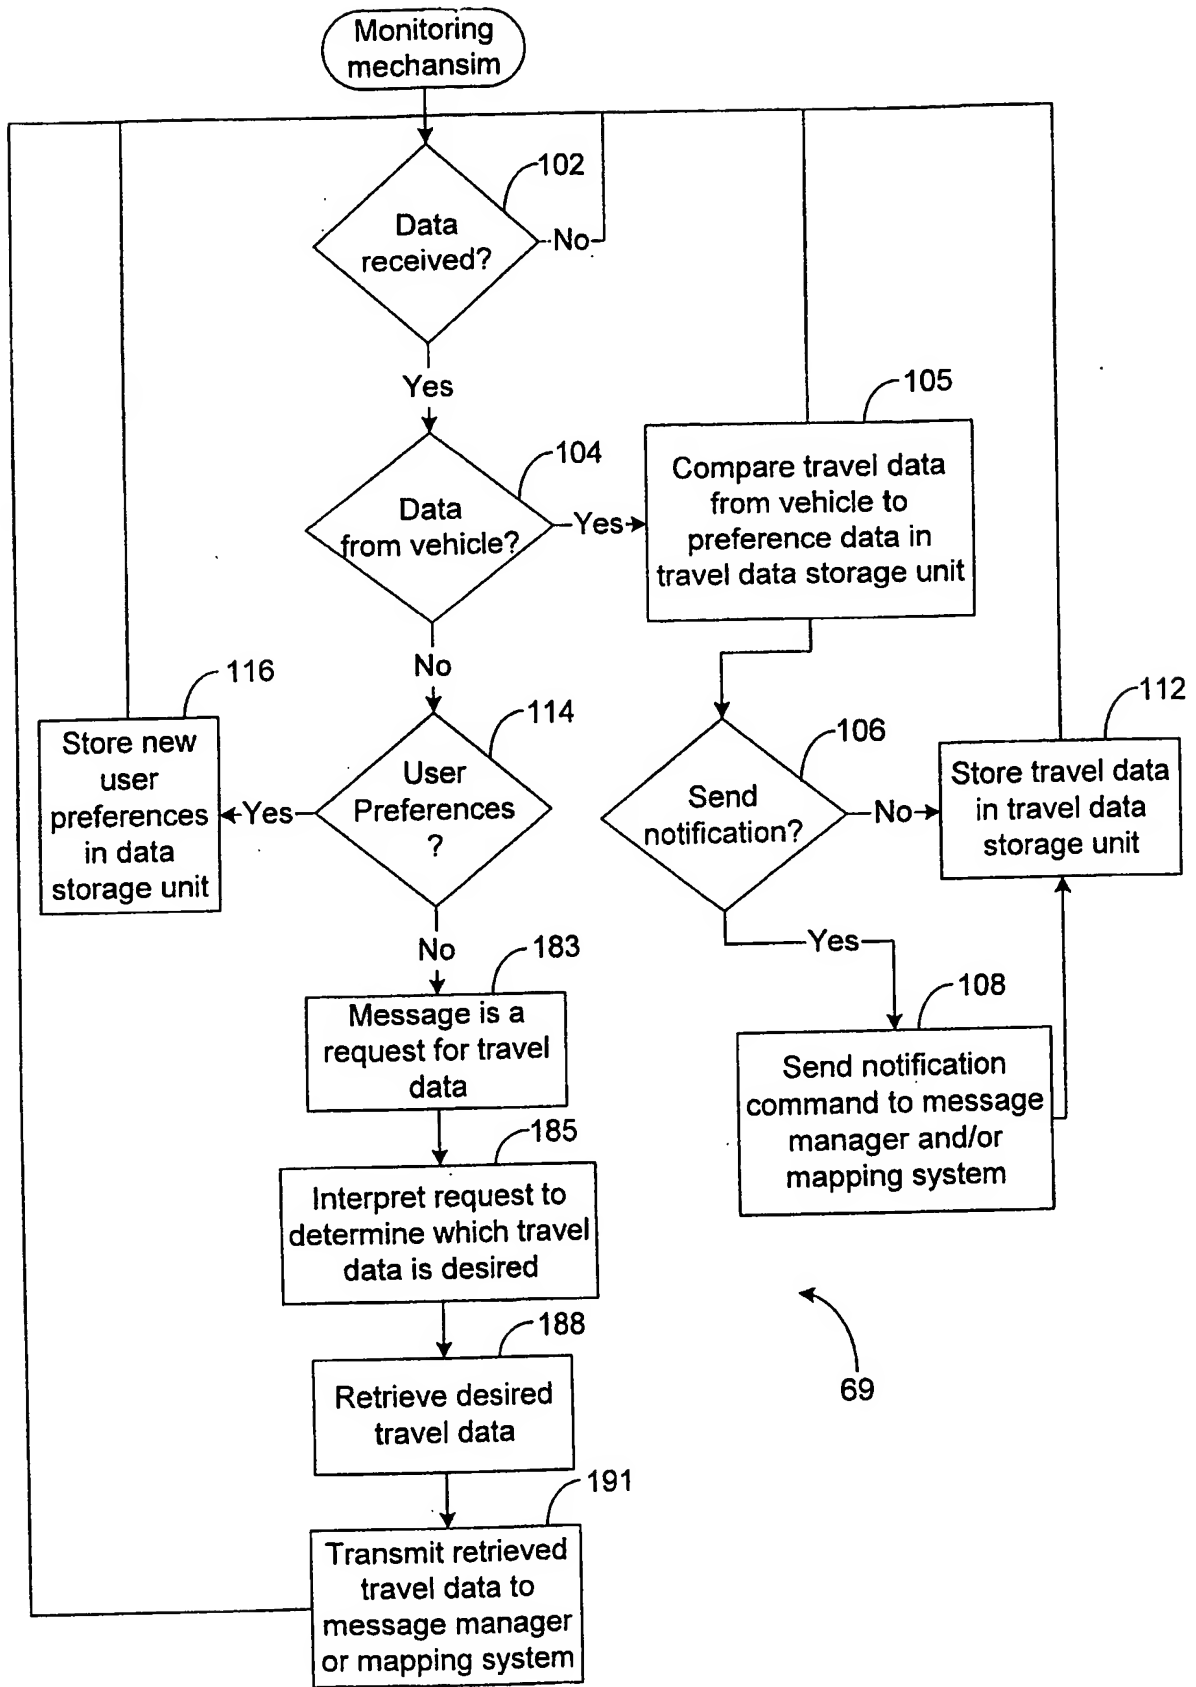 Monitoring
mechansim
102
Data
received?
No
Yes
105
104
Data
from vehicle?
Yes
Compare travel data
from vehicle to
preference data in
travel data storage unit
No
116
Store new
user
preferences
in data
storage unit
114
User
Preferences
?
Yes
106
Send
notification?
No
112
Store travel data
in travel data
storage unit
No
Yes
183
Message is a
request for travel
data
108
Send notification
command to message
manager and/or
mapping system
185
Interpret request to
determine which travel
data is desired
188
Retrieve desired
travel data
69
191
Transmit retrieved
travel data to
message manager
or mapping system